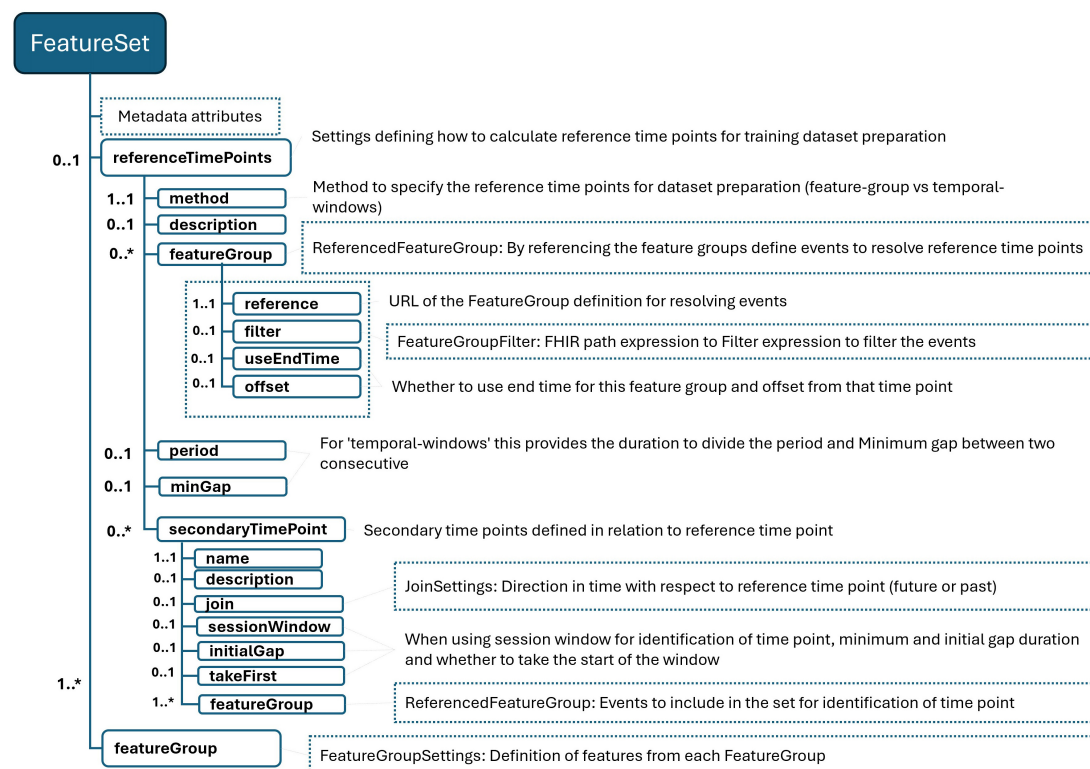 FeatureSet
Metadata attributes
Settings defining how to calculate reference time points for training dataset preparation
0..1
referenceTimePoints
1..1
method
Method to specify the reference time points for dataset preparation (feature-group vs temporal-
windows)
0..1
description
0..*
featureGroup
ReferencedFeatureGroup: By referencing the feature groups define events to resolve reference time points
1..1
reference
URL of the FeatureGroup definition for resolving events
0..1
filter
FeatureGroupFilter: FHIR path expression to Filter expression to filter the events
0..1
useEndTime
0..1
offset
Whether to use end time for this feature group and offset from that time point
0..1
period
For 'temporal-windows' this provides the duration to divide the period and Minimum gap between two
consecutive
0..1
minGap
0..*
secondaryTimePoint
Secondary time points defined in relation to reference time point
1..1
name
0..1
description
0..1
join
JoinSettings: Direction in time with respect to reference time point (future or past)
0..1
sessionWindow
0..1
initialGap
When using session window for identification of time point, minimum and initial gap duration
and whether to take the start of the window
0..1
takeFirst
1..*
featureGroup
ReferencedFeatureGroup: Events to include in the set for identification of time point
1..*
featureGroup
FeatureGroupSettings: Definition of features from each FeatureGroup